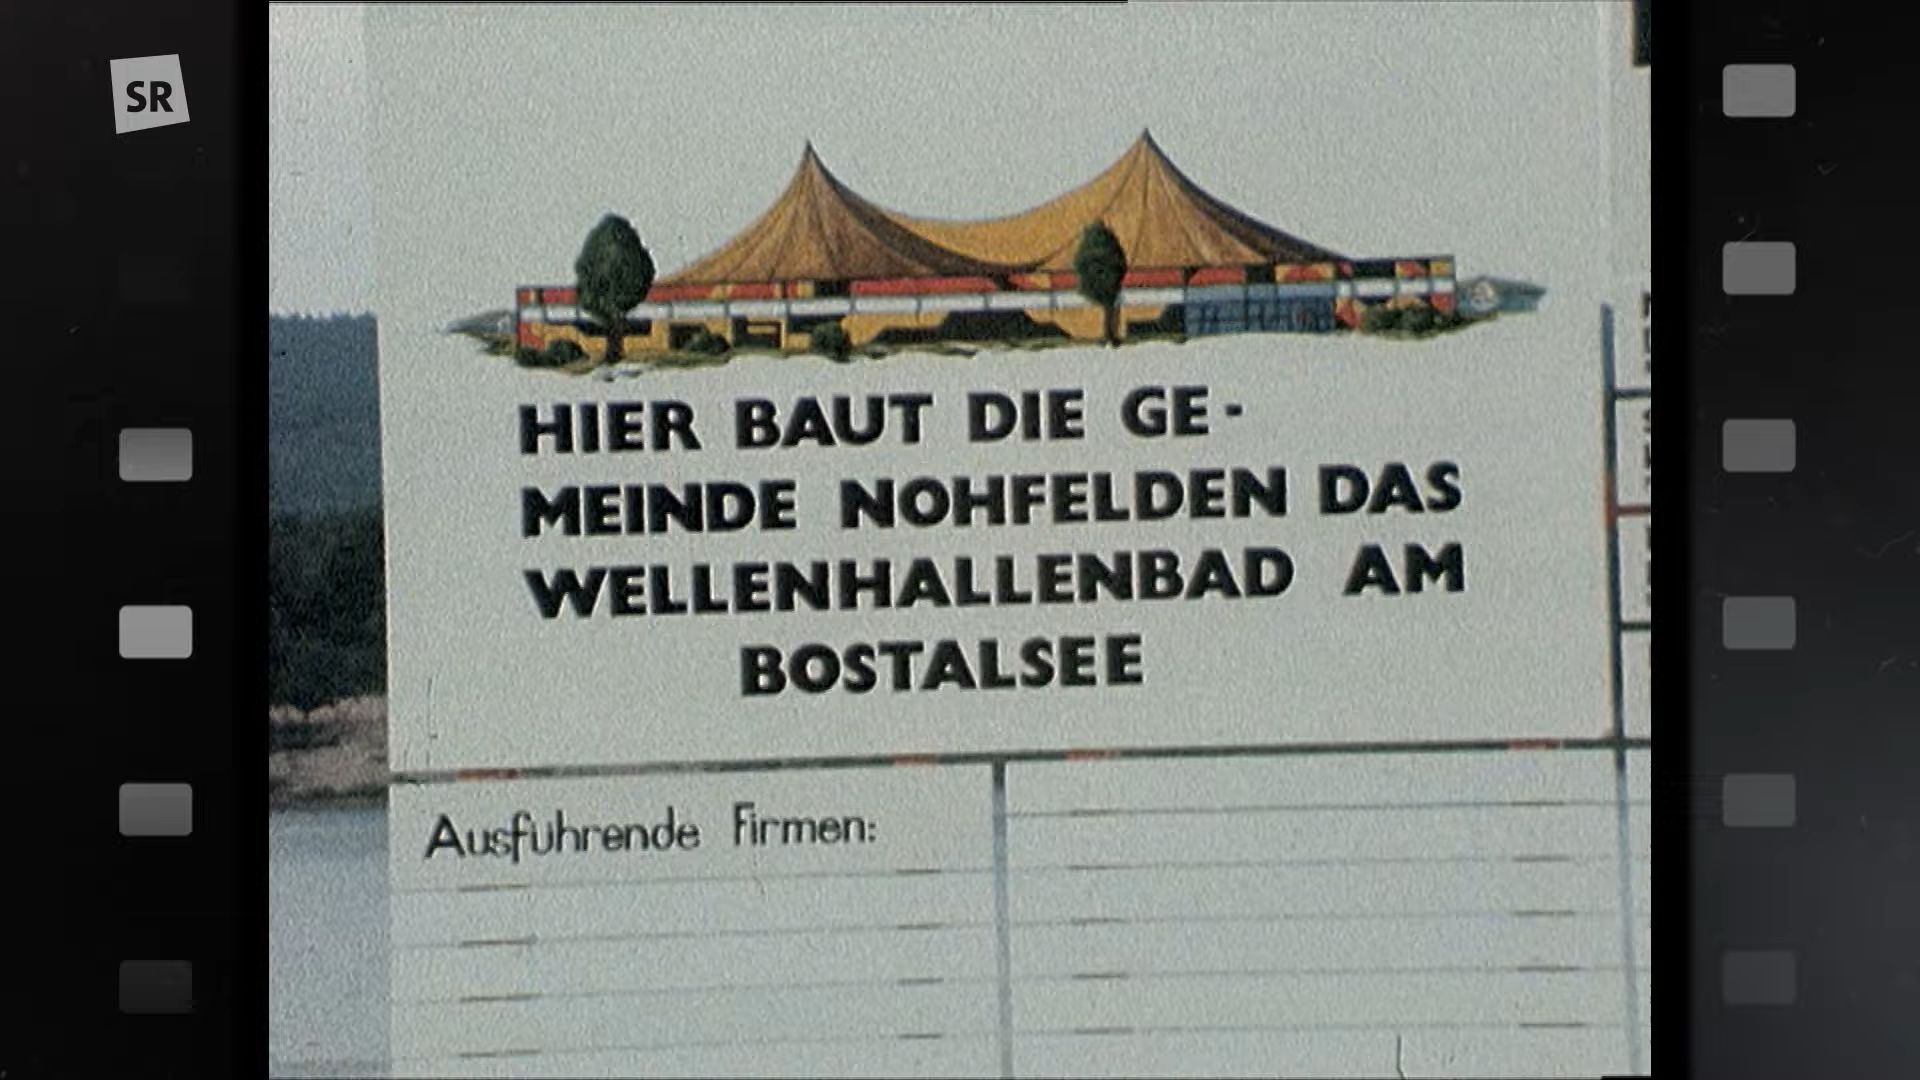 SR
HIER BAUT DIE GE-
MEINDE NOHFELDEN DAS
WELLENHALLENBAD AM
BOSTALSEE
Ausführende Firmen: